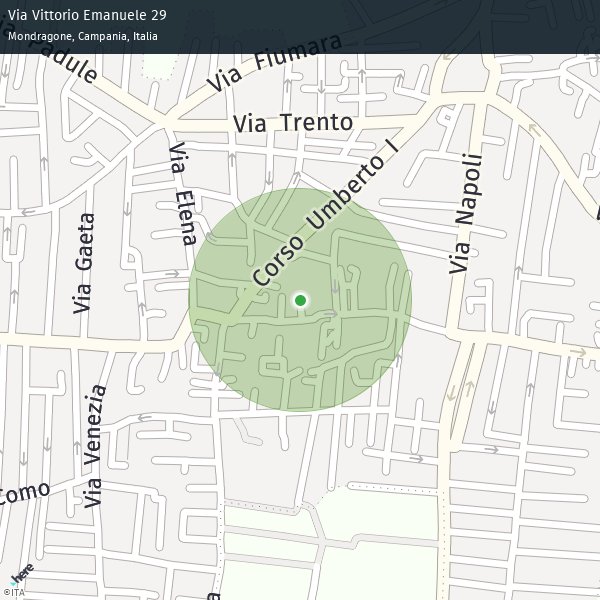 Via Vittorio Emanuele 29
Mondragone, Campania, Italia
Padule
Via Fiumara
Via Trento
Via Elena
Corso Umberto I
Via Napoli
Via Gaeta
Via Venezia
como
here
©ITA